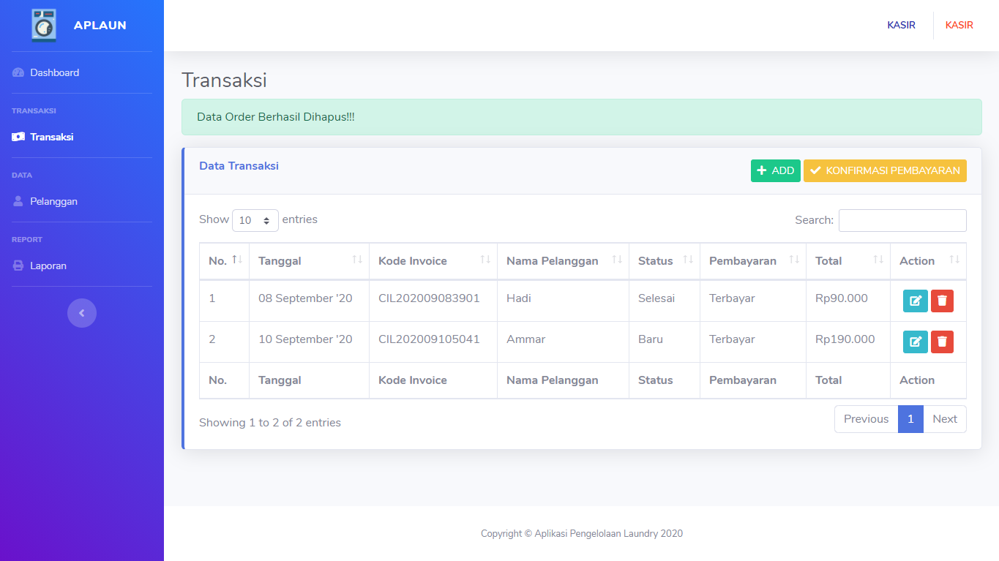 APLAUN
KASIR KASIR
Dashboard
TRANSAKSI
Transaksi
DATA
Pelanggan
REPORT
Laporan
Transaksi
Data Order Berhasil Dihapus!!!
Data Transaksi ADD KONFIRMASI PEMBAYARAN
Show 10 entries Search:
No. Tanggal Kode Invoice Nama Pelanggan Status Pembayaran Total Action
1 08 September '20 CIL202009083901 Hadi Selesai Terbayar Rp90.000
2 10 September '20 CIL202009105041 Ammar Baru Terbayar Rp190.000
No. Tanggal Kode Invoice Nama Pelanggan Status Pembayaran Total Action
Showing 1 to 2 of 2 entries Previous 1 Next
Copyright © Aplikasi Pengelolaan Laundry 2020